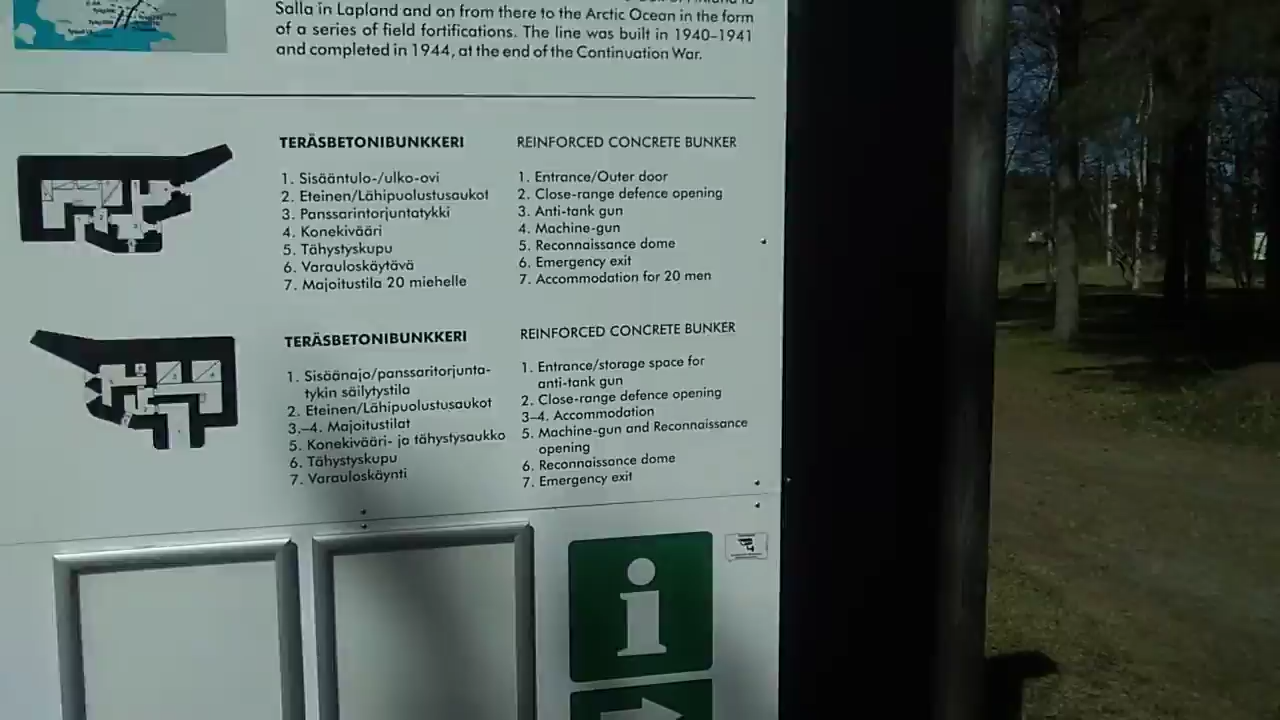 Salla in Lapland and on from there to the Arctic Ocean in the form
of a series of field fortifications. The line was built in 1940–1941
and completed in 1944, at the end of the Continuation War.
TERÄSBETONIBUNKKERI
1. Sisääntulo-/ulko-ovi
2. Eteinen/Lähipuolustusaukot
3. Panssarintorjuntatykki
4. Konekivääri
5. Tähystyskupu
6. Varauloskäytävä
7. Majoitustila 20 miehelle
REINFORCED CONCRETE BUNKER
1. Entrance/Outer door
2. Close-range defence opening
3. Anti-tank gun
4. Machine-gun
5. Reconnaissance dome
6. Emergency exit
7. Accommodation for 20 men
TERÄSBETONIBUNKKERI
1. Sisäänajo/panssaritorjunta-
tykin säilytystila
2. Eteinen/Lähipuolustusaukot
3.–4. Majoitustilat
5. Konekivääri- ja tähystysaukko
6. Tähystyskupu
7. Varauloskäynti
REINFORCED CONCRETE BUNKER
1. Entrance/storage space for
anti-tank gun
2. Close-range defence opening
3–4. Accommodation
5. Machine-gun and Reconnaissance
opening
6. Reconnaissance dome
7. Emergency exit
i